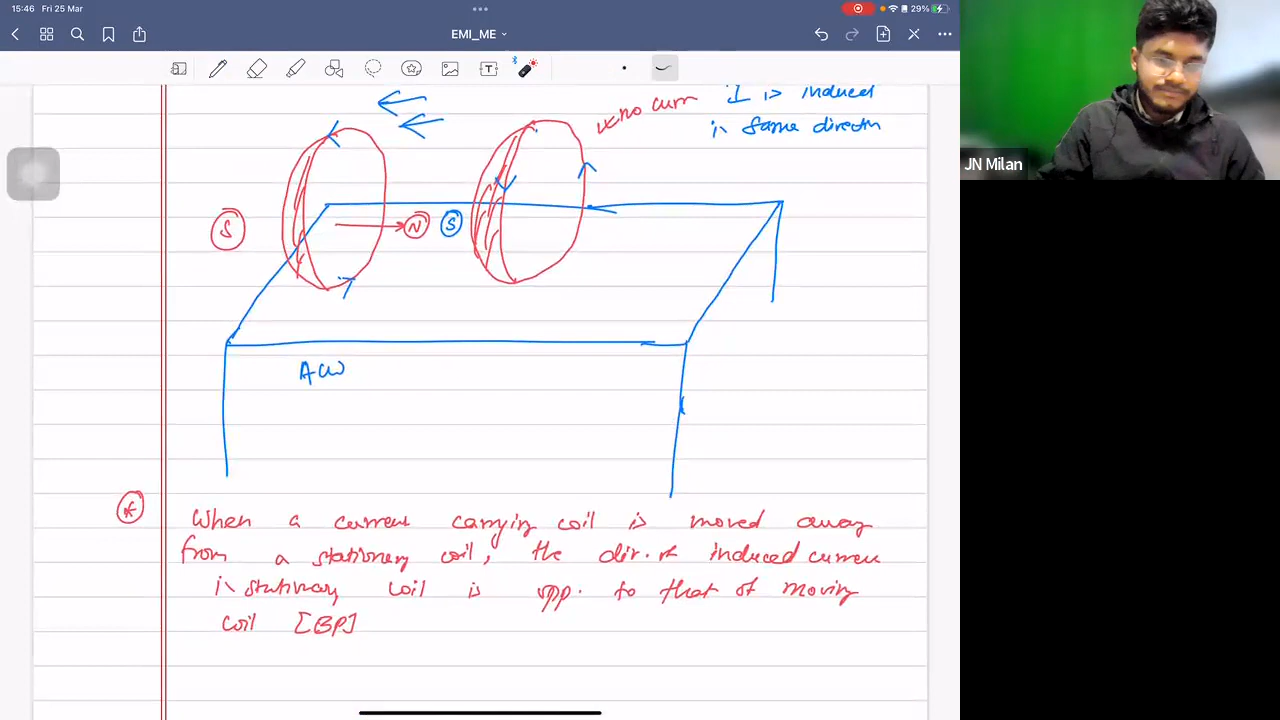 15:46 Fri 25 Mar
29%
EMI_ME
no curr
I is induced
in same directn
JN Milan
S
N
S
ACW
When a current carrying coil is moved away
from a stationary coil, the dir. of induced current
in stationary coil is opp. to that of moving
coil [BP]